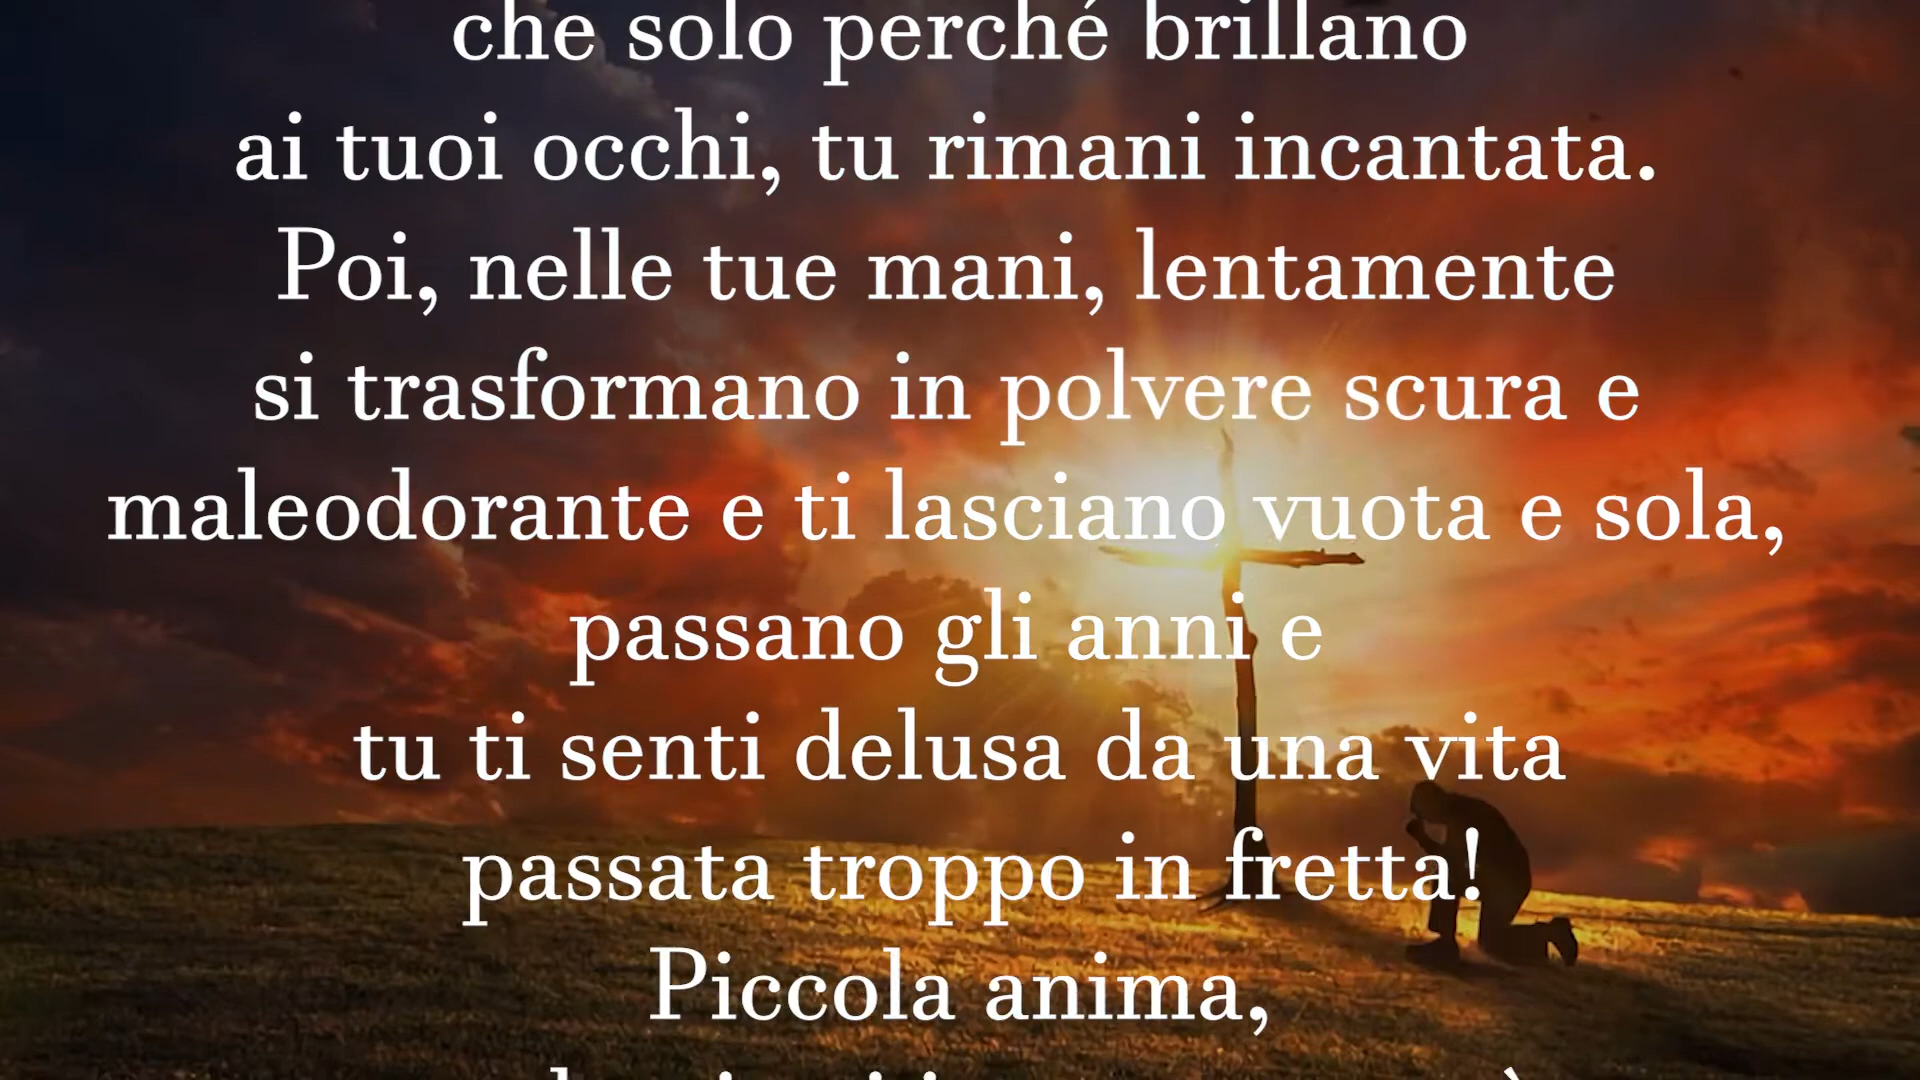 che solo perché brillano
ai tuoi occhi, tu rimani incantata.
Poi, nelle tue mani, lentamente
si trasformano in polvere scura e
maleodorante e ti lasciano vuota e sola,
passano gli anni e
tu ti senti delusa da una vita
passata troppo in fretta!
Piccola anima,